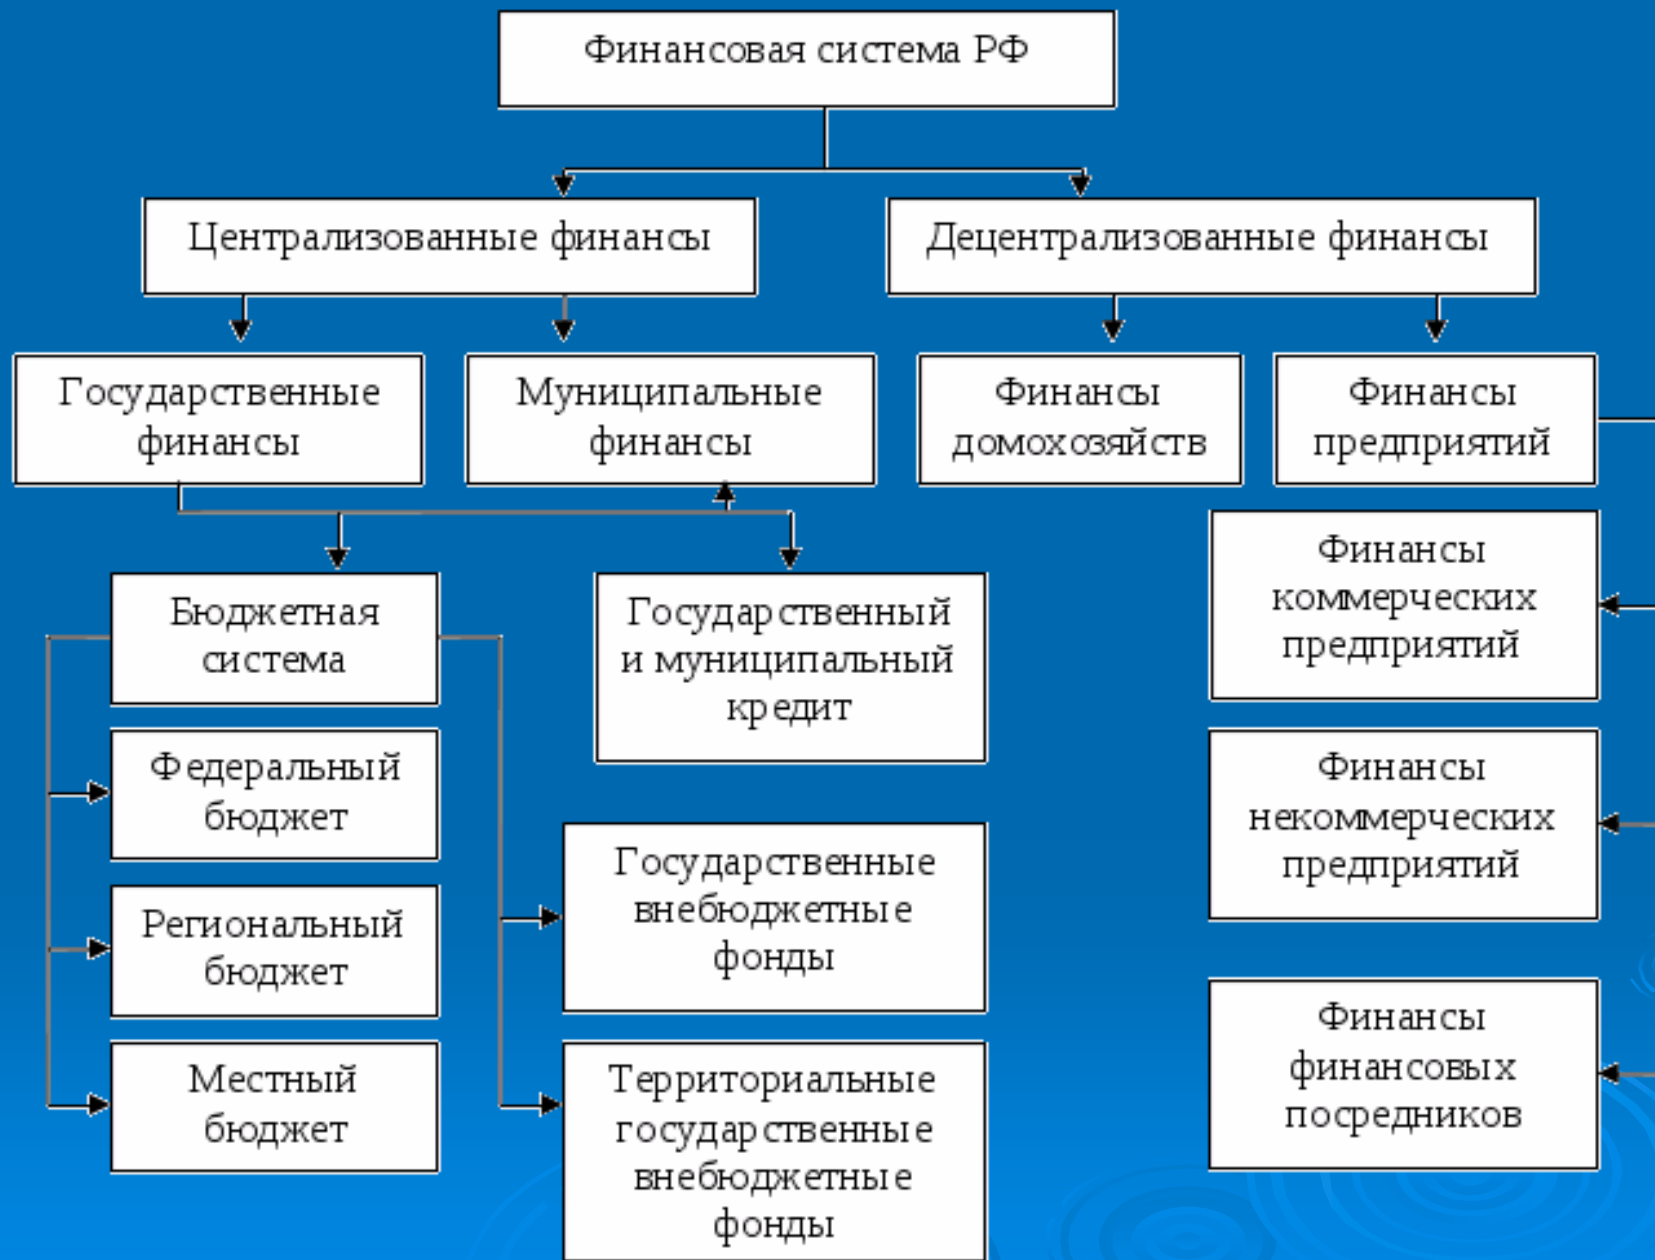 Финансовая система РФ
Централизованные финансы
Децентрализованные финансы
Государственные
финансы
Муниципальные
финансы
Финансы
домохозяйств
Финансы
предприятий
Бюджетная
система
Государственный
и муниципальный
кредит
Финансы
коммерческих
предприятий
Федеральный
бюджет
Финансы
некоммерческих
предприятий
Государственные
внебюджетные
фонды
Региональный
бюджет
Финансы
финансовых
посредников
Местный
бюджет
Территориальные
государственные
внебюджетные
фонды